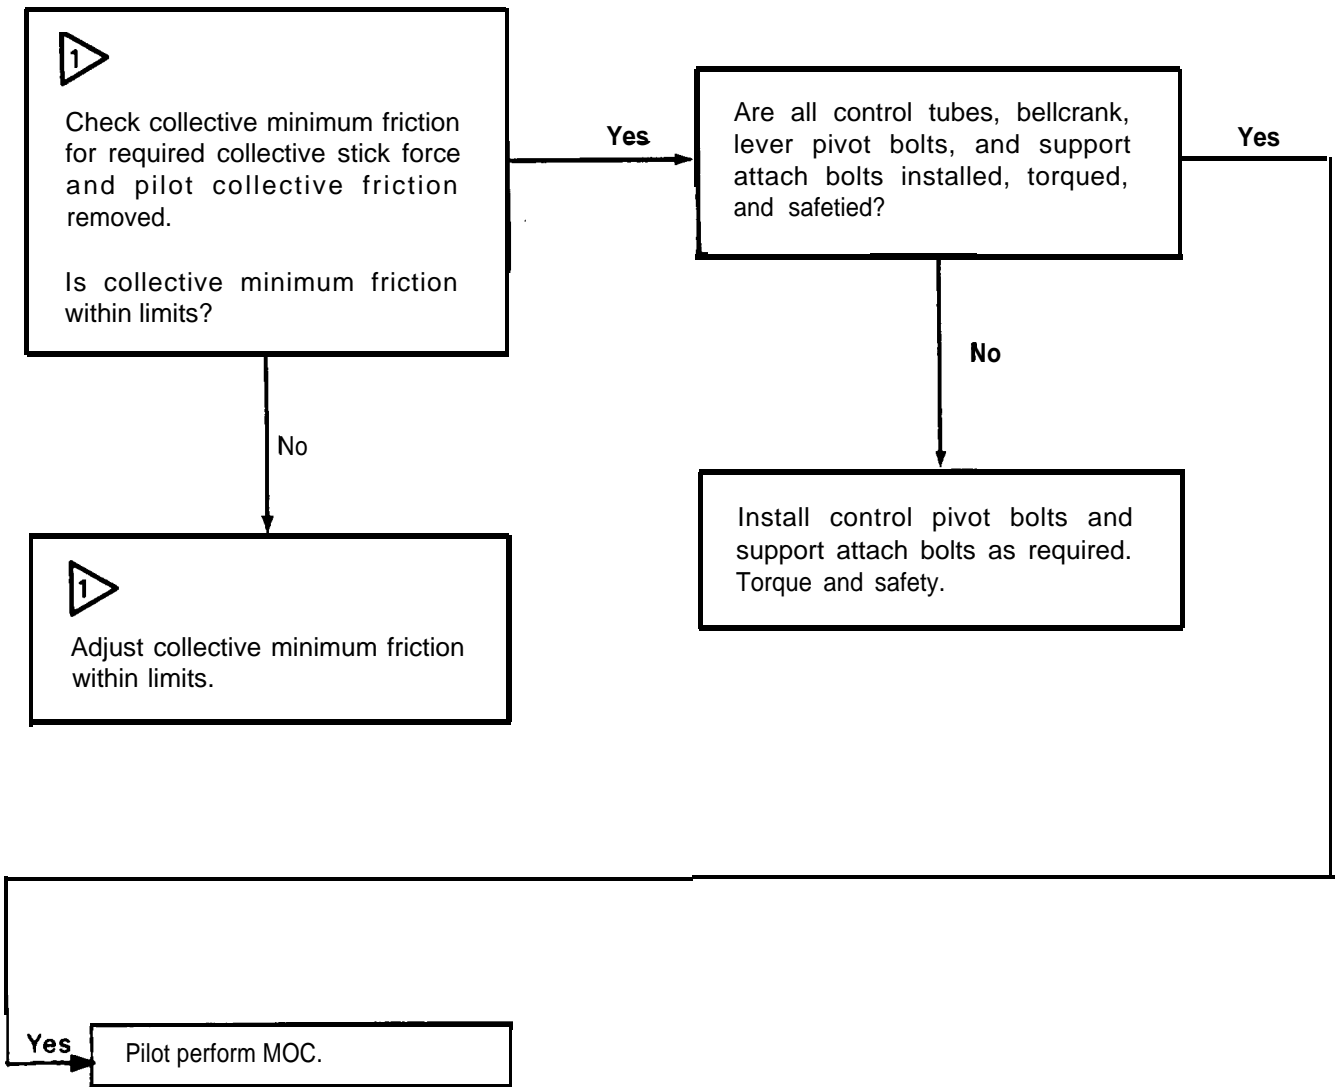 1
Check collective minimum friction
for required collective stick force
and pilot collective friction
removed.
Is collective minimum friction
within limits?
Yes
Are all control tubes, bellcrank,
lever pivot bolts, and support
attach bolts installed, torqued,
and safetied?
Yes
No
No
1
Adjust collective minimum friction
within limits.
Install control pivot bolts and
support attach bolts as required.
Torque and safety.
Yes
Pilot perform MOC.